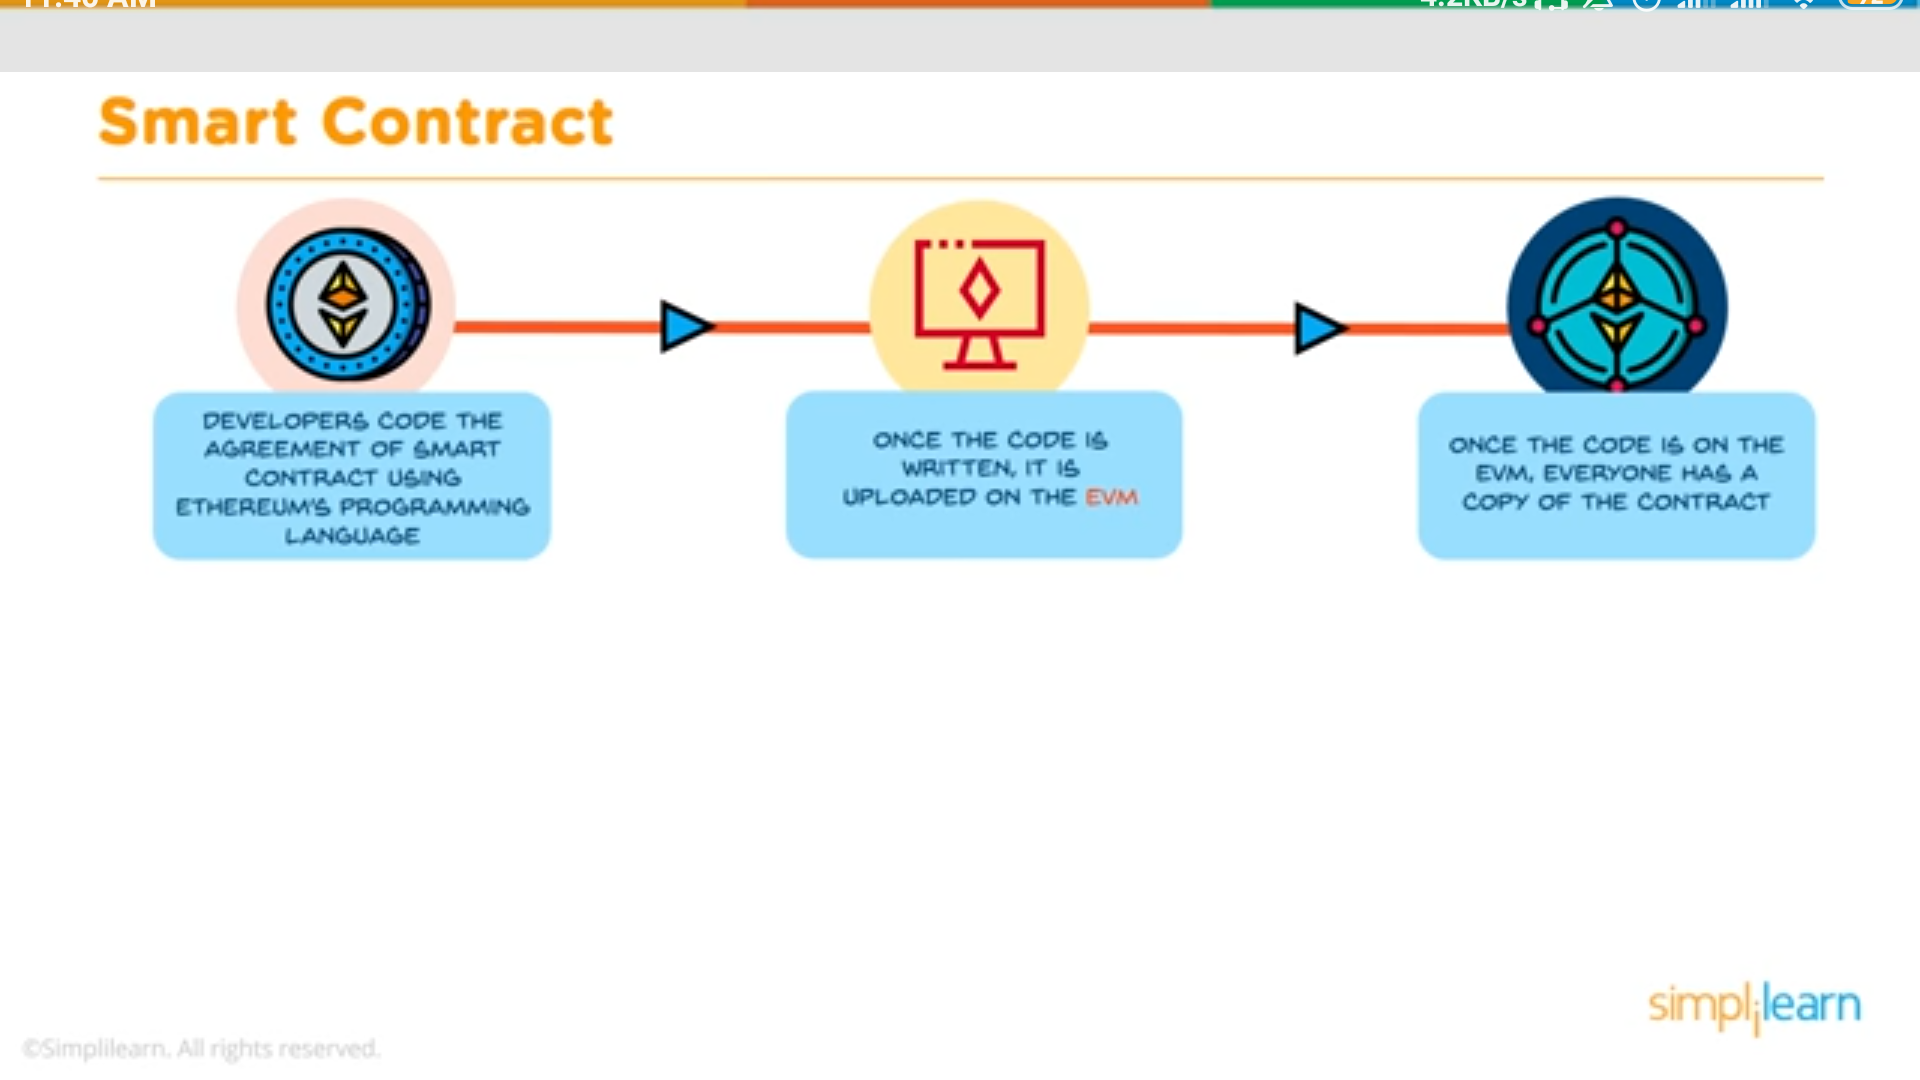 Smart Contract
DEVELOPERS CODE THE
AGREEMENT OF SMART
CONTRACT USING
ETHEREUM'S PROGRAMMING
LANGUAGE
ONCE THE CODE IS
WRITTEN, IT IS
UPLOADED ON THE EVM
ONCE THE CODE IS ON THE
EVM, EVERYONE HAS A
COPY OF THE CONTRACT
simplilearn
©Simplilearn. All rights reserved.